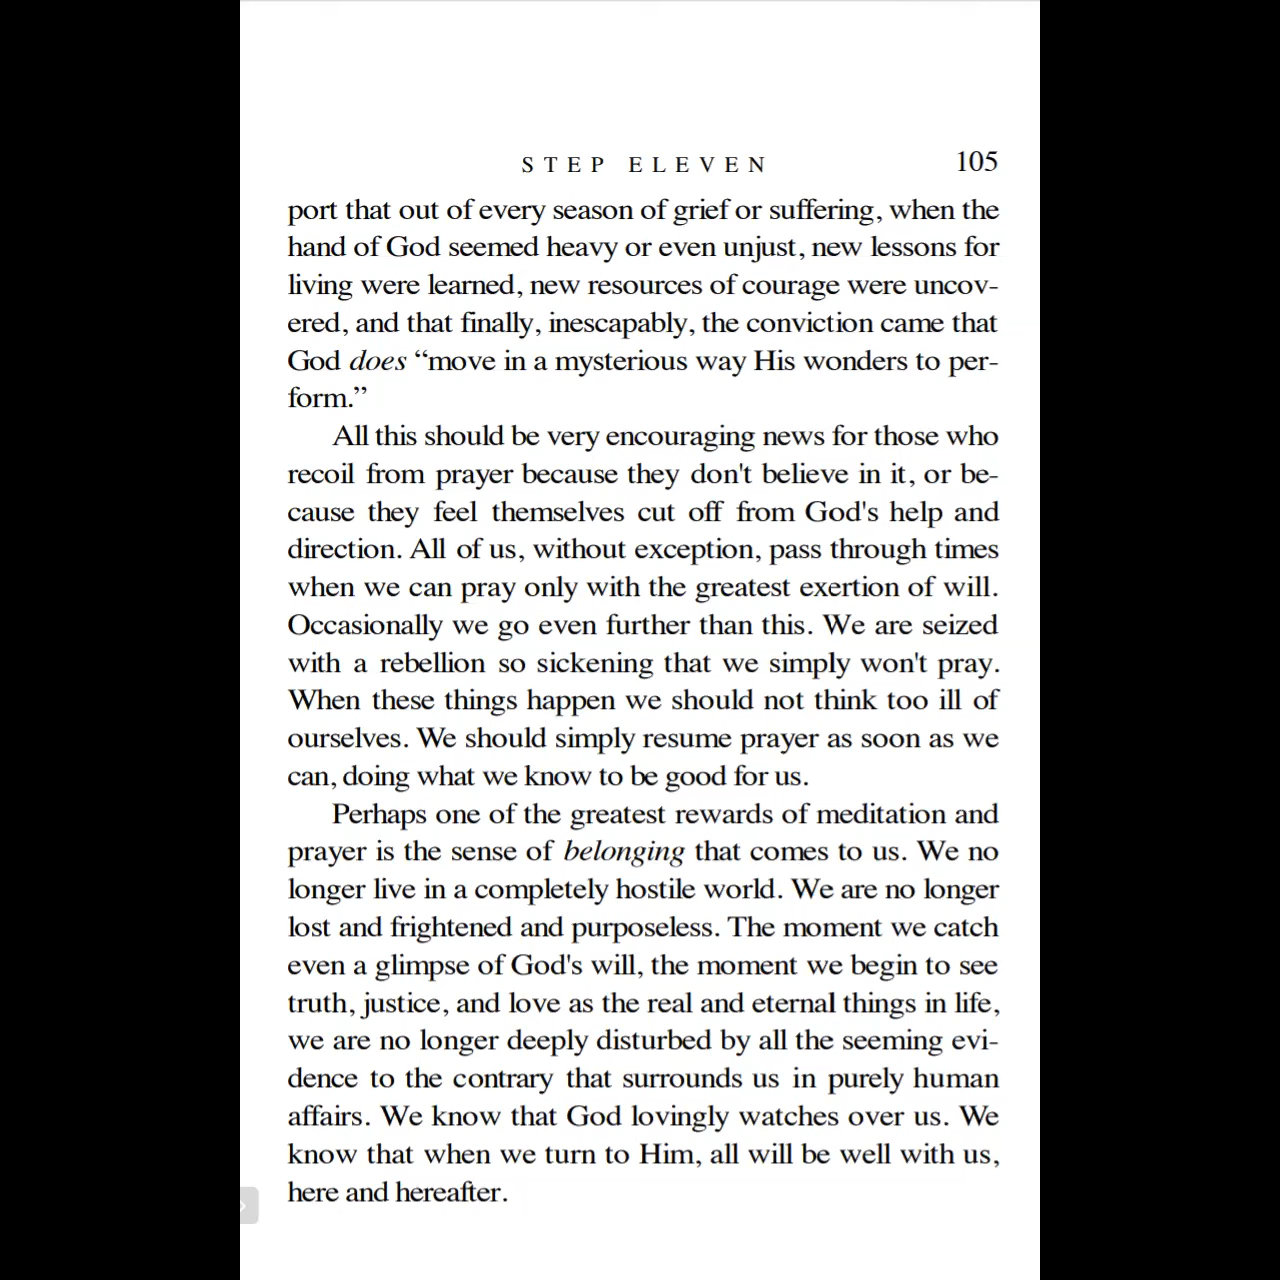 STEP ELEVEN 105
port that out of every season of grief or suffering, when the
hand of God seemed heavy or even unjust, new lessons for
living were learned, new resources of courage were uncov-
ered, and that finally, inescapably, the conviction came that
God does “move in a mysterious way His wonders to per-
form.”
All this should be very encouraging news for those who
recoil from prayer because they don't believe in it, or be-
cause they feel themselves cut off from God's help and
direction. All of us, without exception, pass through times
when we can pray only with the greatest exertion of will.
Occasionally we go even further than this. We are seized
with a rebellion so sickening that we simply won't pray.
When these things happen we should not think too ill of
ourselves. We should simply resume prayer as soon as we
can, doing what we know to be good for us.
Perhaps one of the greatest rewards of meditation and
prayer is the sense of belonging that comes to us. We no
longer live in a completely hostile world. We are no longer
lost and frightened and purposeless. The moment we catch
even a glimpse of God's will, the moment we begin to see
truth, justice, and love as the real and eternal things in life,
we are no longer deeply disturbed by all the seeming evi-
dence to the contrary that surrounds us in purely human
affairs. We know that God lovingly watches over us. We
know that when we turn to Him, all will be well with us,
here and hereafter.